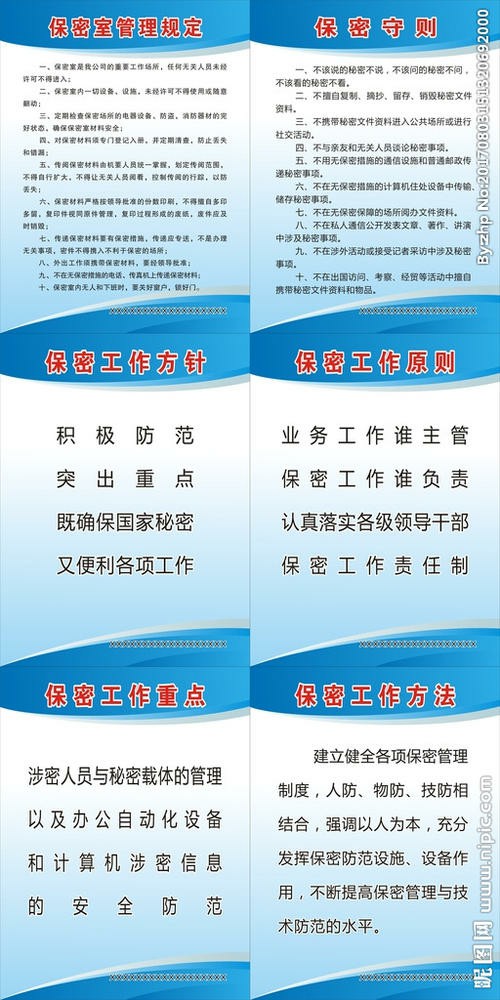 保密室管理规定
一、保密室是我公司的重要工作场所，任何无关人员未经
许可不得进入；
二、保密室内一切设备、设施，未经许可不得使用或随意
翻动；
三、定期检查保密场所的电器设备、防盗、消防器材的完
好状态，确保保密室材料安全；
四、对保密材料须专门登记入册，并定期清查，防止丢失
和错漏；
五、传阅保密材料由机要人员统一掌握，划定传阅范围，
不得自行扩大，不得让无关人员阅看，控制传阅的行踪，以防
丢失；
六、保密材料严格按领导批准的份数印刷，不得擅自多印
多留，复印件视同原件管理，复印过程形成的废纸，废件应及
时销毁；
七、传递保密材料要有保密措施，传递应专送，不是办理
无关事项，密件不得携入不利于保密的场所；
八、外出工作须携带保密材料，要经领导批准；
九、不在无保密措施的电话、传真机上传递保密材料；
十、保密室内无人和下班时，要关好窗户，锁好门。
保密守则
一、不该说的秘密不说，不该问的秘密不问，
不该看的秘密不看。
二、不擅自复制、摘抄、留存、销毁秘密文件
资料。
三、不携带秘密文件资料进入公共场所或进行
社交活动。
四、不与亲友和无关人员谈论秘密事项。
五、不用无保密措施的通信设施和普通邮政传
递秘密事项。
六、不在无保密措施的计算机住处设备中传输、
储存秘密事项。
七、不在无密保障的场所阅办文件资料。
八、不在私人通信公开发表文章、著作、讲演
中涉及秘密事项。
九、不在涉外活动或接受记者采访中涉及秘密
事项。
十、不在出国访问、考察、经贸等活动中擅自
携带秘密文件资料和物品。
保密工作方针
积极防范
突出重点
既确保国家秘密
又便利各项工作
保密工作原则
业务工作谁主管
保密工作谁负责
认真落实各级领导干部
保密工作责任制
保密工作重点
涉密人员与秘密载体的管理
以及办公自动化设备
和计算机涉密信息
的安全防范
保密工作方法
建立健全各项保密管理
制度，人防、物防、技防相
结合，强调以人为本，充分
发挥保密防范设施、设备作
用，不断提高保密管理与技
术防范的水平。
Byzhp No:20170803151320692000
昵图网 www.nipic.com